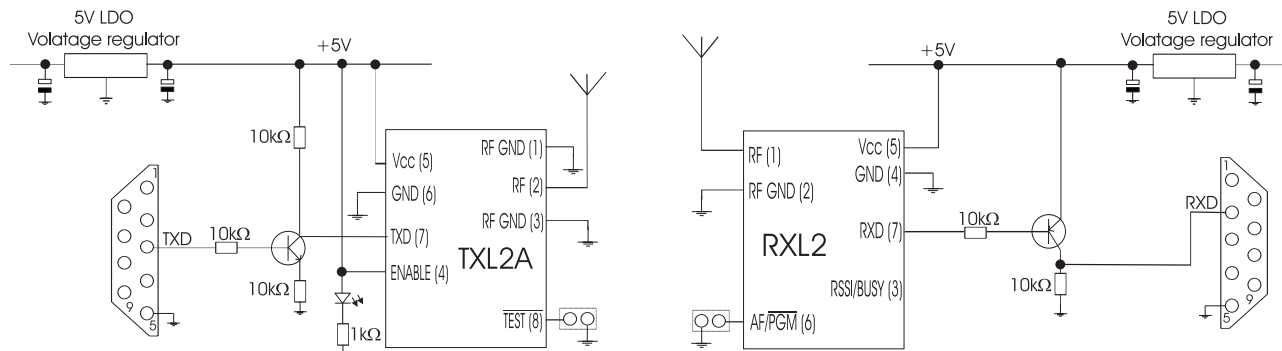 5V LDO
Volatage regulator
+5V
10kΩ
Vcc (5)
GND (6)
TXD
10kΩ
TXD (7)
ENABLE (4)
10kΩ
1kΩ
1
9
5
RF GND (1)
RF (2)
RF GND (3)
TXL2A
TEST (8)
5V LDO
Volatage regulator
+5V
RF (1)
RF GND (2)
Vcc (5)
GND (4)
RXL2
RXD (7)
RSSI/BUSY (3)
AF/PGM (6)
10kΩ
10kΩ
RXD
1
9
5